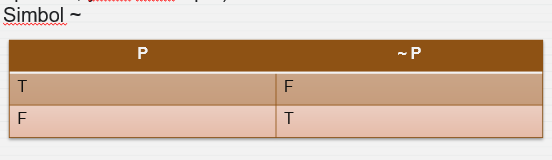 Simbol ~
P ~ P
T F
F T